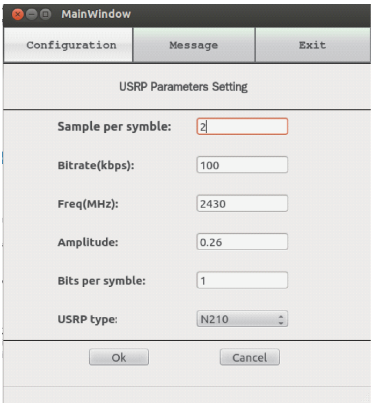 MainWindow
Configuration Message Exit
USRP Parameters Setting
Sample per symble: 2
Bitrate(kbps): 100
Freq(MHz): 2430
Amplitude: 0.26
Bits per symble: 1
USRP type: N210
Ok Cancel